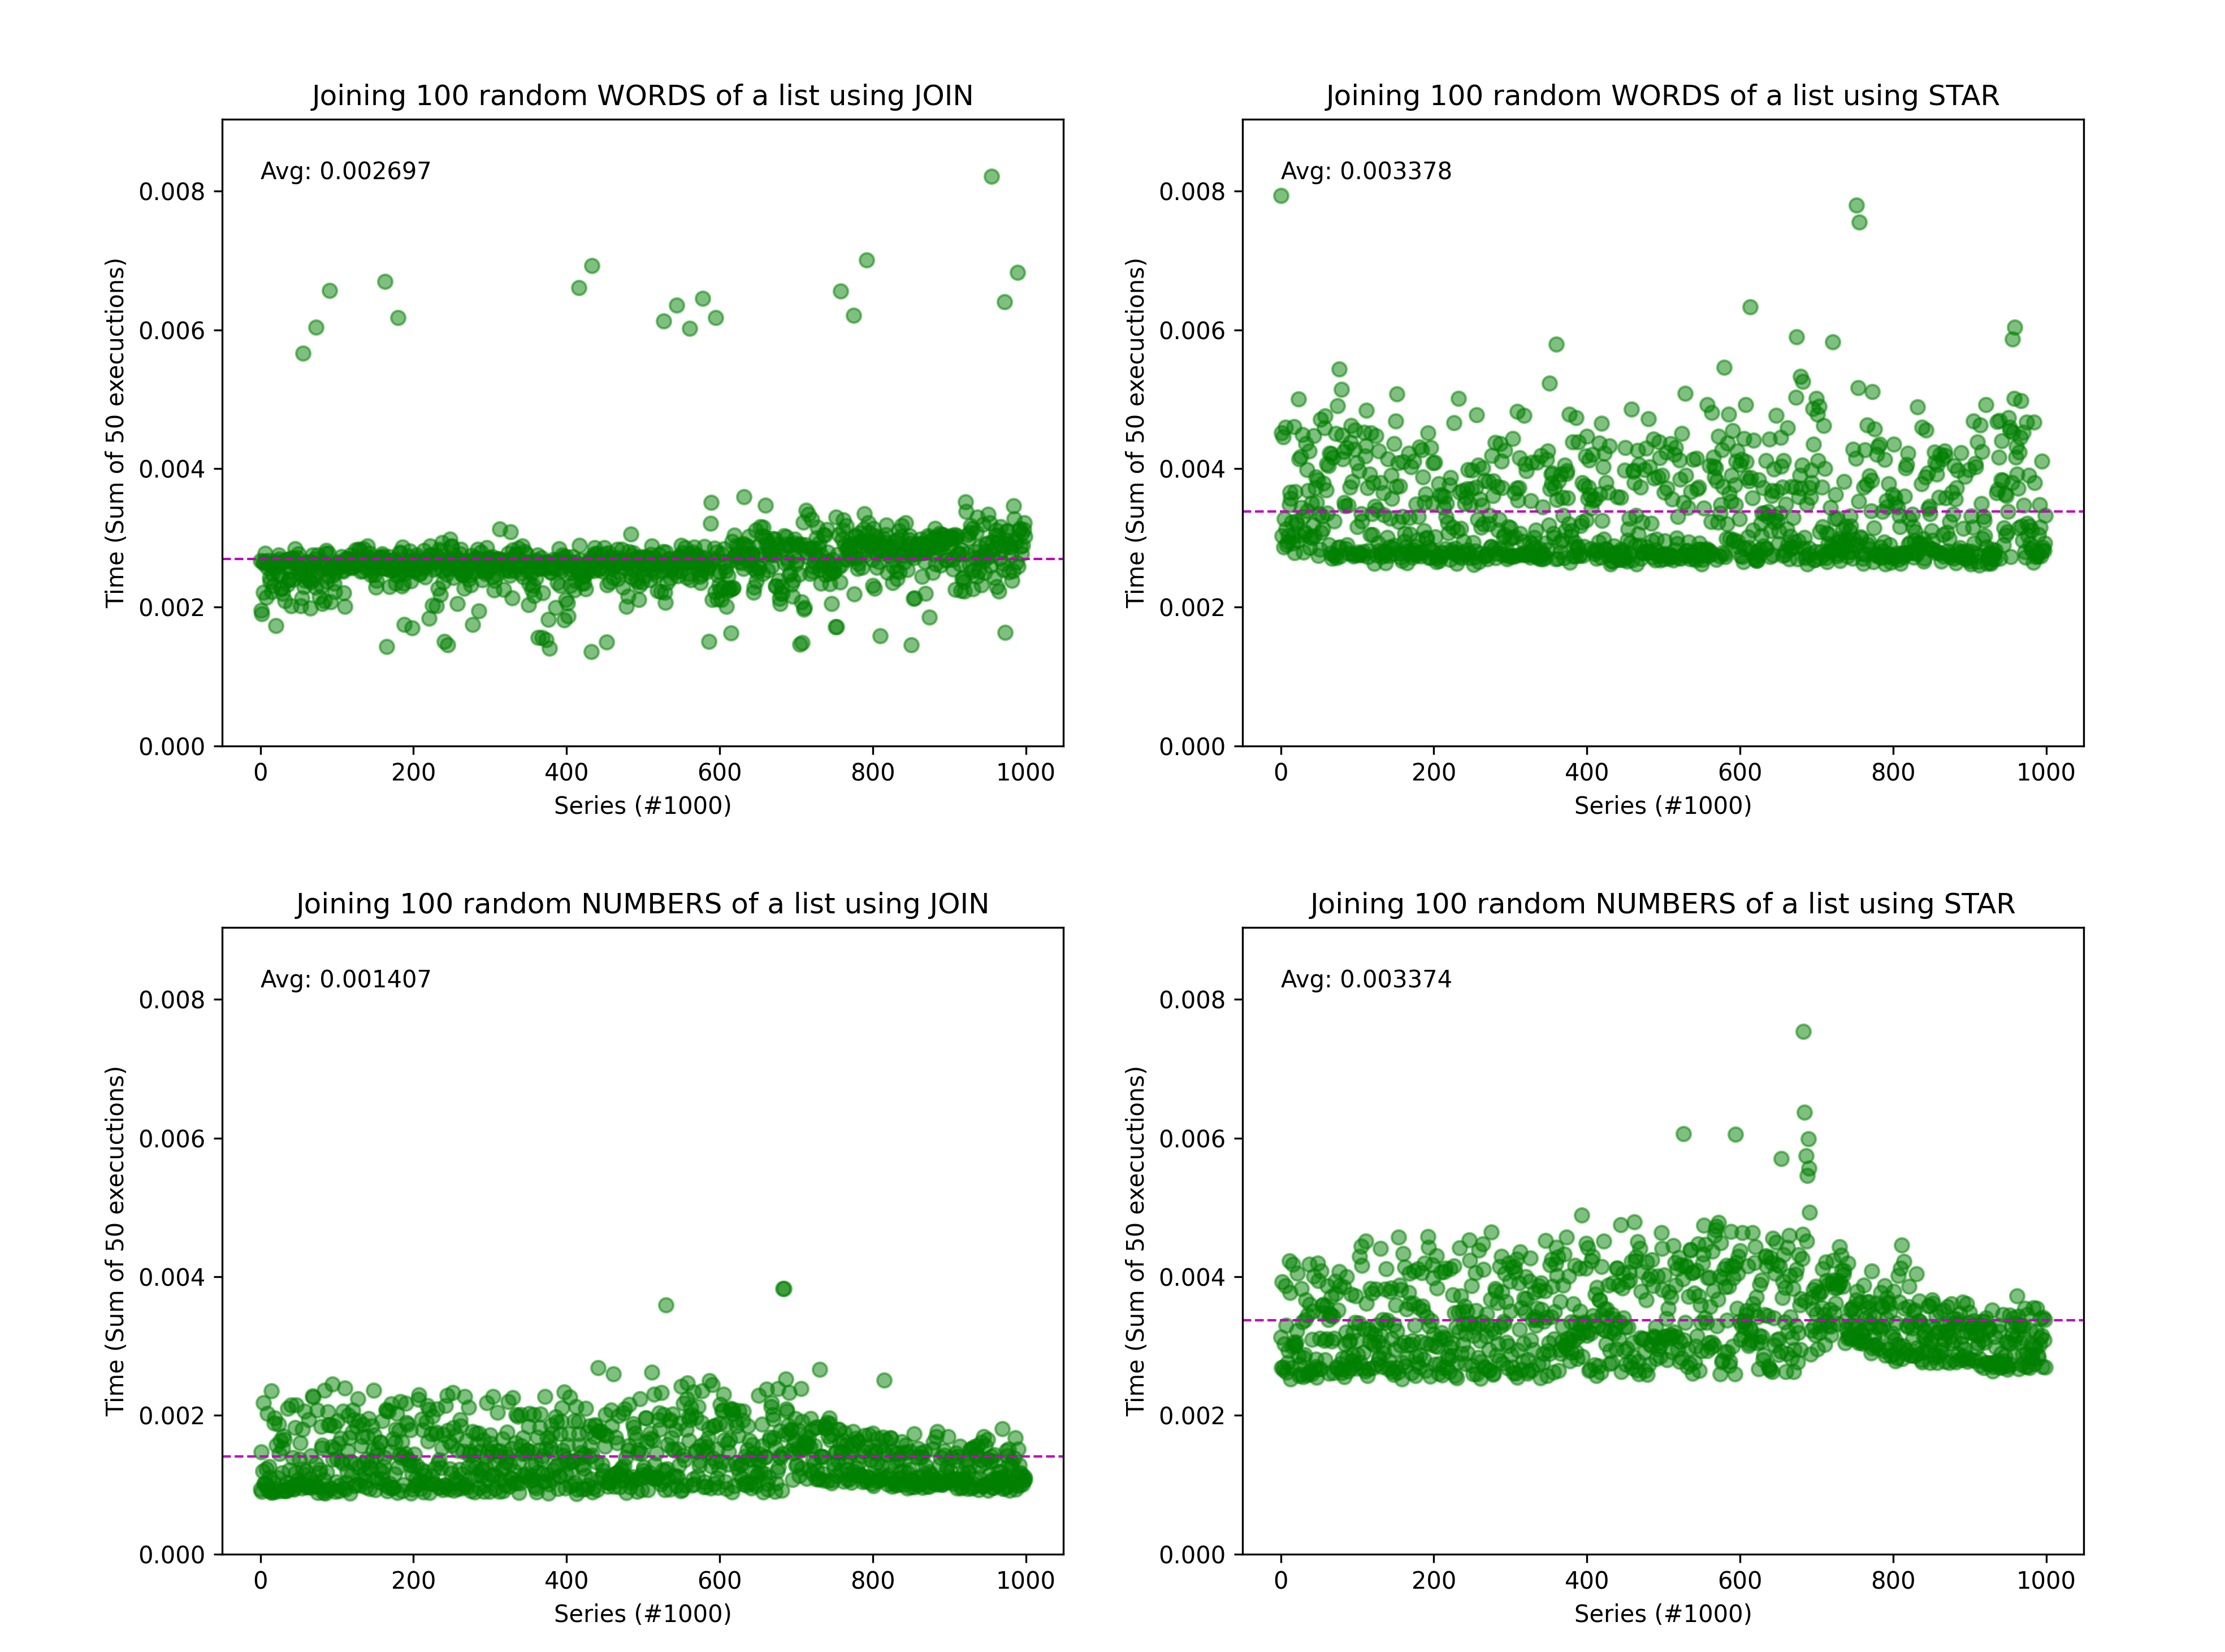 Joining 100 random WORDS of a list using JOIN
Avg: 0.002697
0.008
0.006
0.004
0.002
0.000
Time (Sum of 50 execuctions)
0 200 400 600 800 1000
Series (#1000)
Joining 100 random WORDS of a list using STAR
Avg: 0.003378
0.008
0.006
0.004
0.002
0.000
Time (Sum of 50 execuctions)
0 200 400 600 800 1000
Series (#1000)
Joining 100 random NUMBERS of a list using JOIN
Avg: 0.001407
0.008
0.006
0.004
0.002
0.000
Time (Sum of 50 execuctions)
0 200 400 600 800 1000
Series (#1000)
Joining 100 random NUMBERS of a list using STAR
Avg: 0.003374
0.008
0.006
0.004
0.002
0.000
Time (Sum of 50 execuctions)
0 200 400 600 800 1000
Series (#1000)